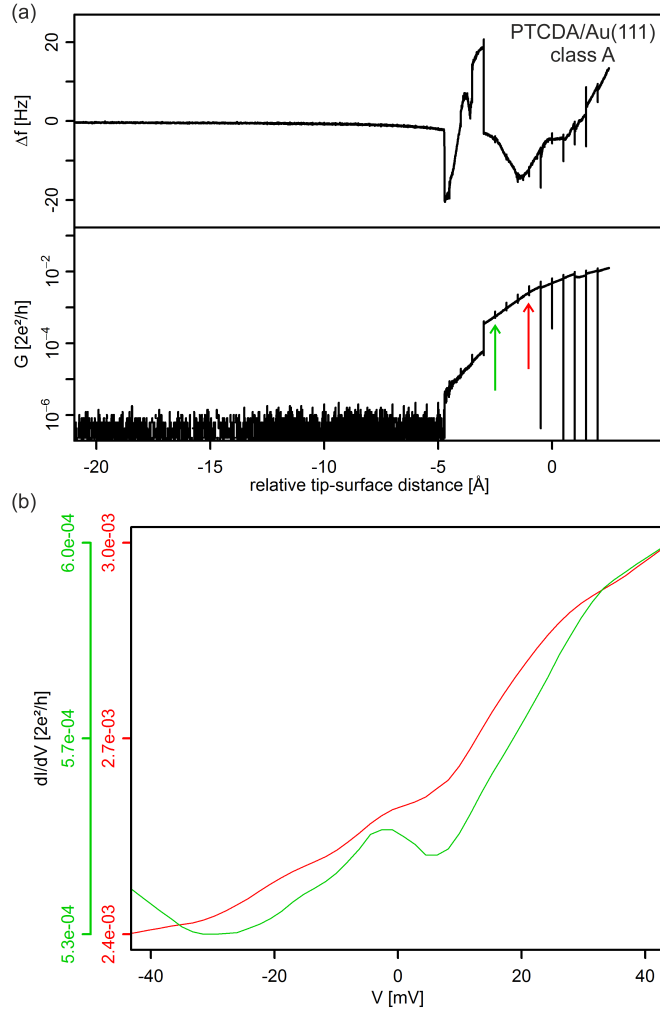 (a)
PTCDA/Au(111)
class A
20
0
-20
Δf [Hz]
10⁻²
10⁻⁴
10⁻⁶
G [2e²/h]
-20
-15
-10
-5
0
relative tip-surface distance [Å]
(b)
6.0e-04
5.7e-04
5.3e-04
3.0e-03
2.7e-03
2.4e-03
dI/dV [2e²/h]
-40
-20
0
20
40
V [mV]